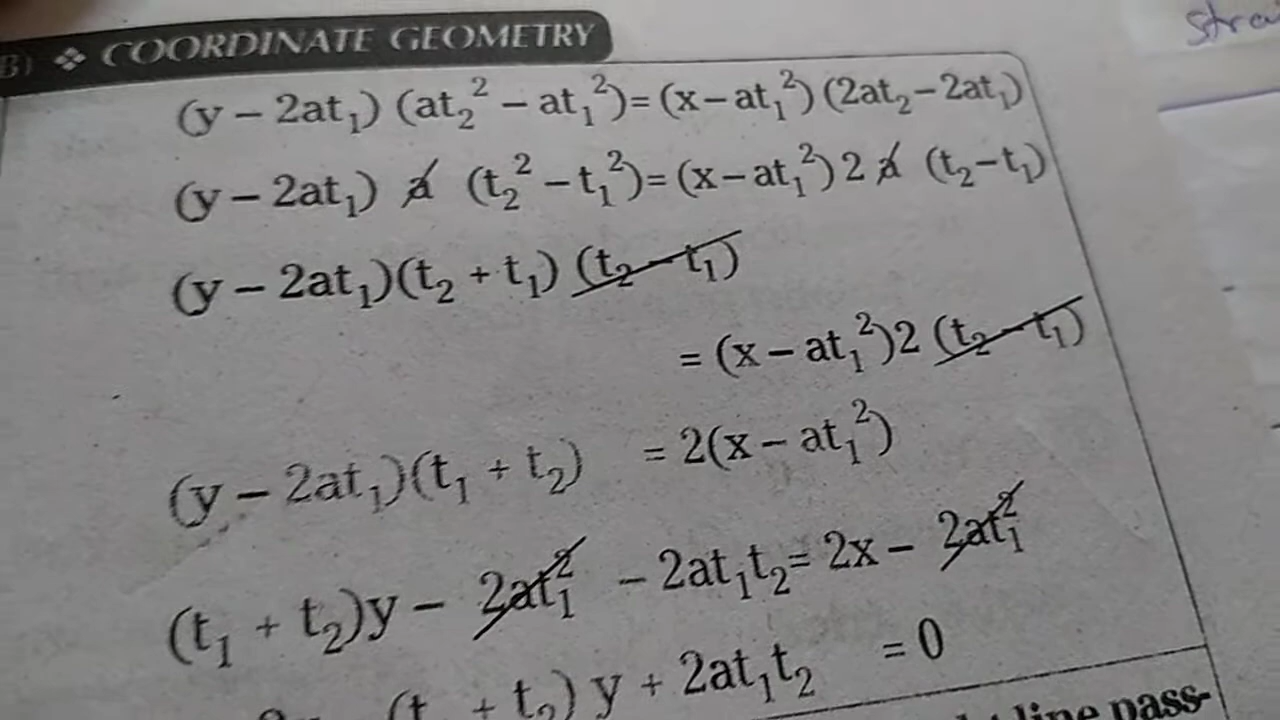 B) ❖ COORDINATE GEOMETRY
(y – 2at₁) (at₂² – at₁²)= (x–at₁²) (2at₂–2at₁)
(y – 2at₁) a (t₂² –t₁²)= (x–at₁²) 2 a (t₂–t₁)
(y – 2at₁)(t₂ + t₁) (t₂ – t₁)
= (x – at₁²)2 (t₂ – t₁)
(y – 2at₁)(t₁ + t₂) = 2(x – at₁²)
(t₁ + t₂)y – 2at₁² – 2at₁t₂= 2x – 2at₁²
(t + t₂) y + 2at₁t₂ = 0
line pass-